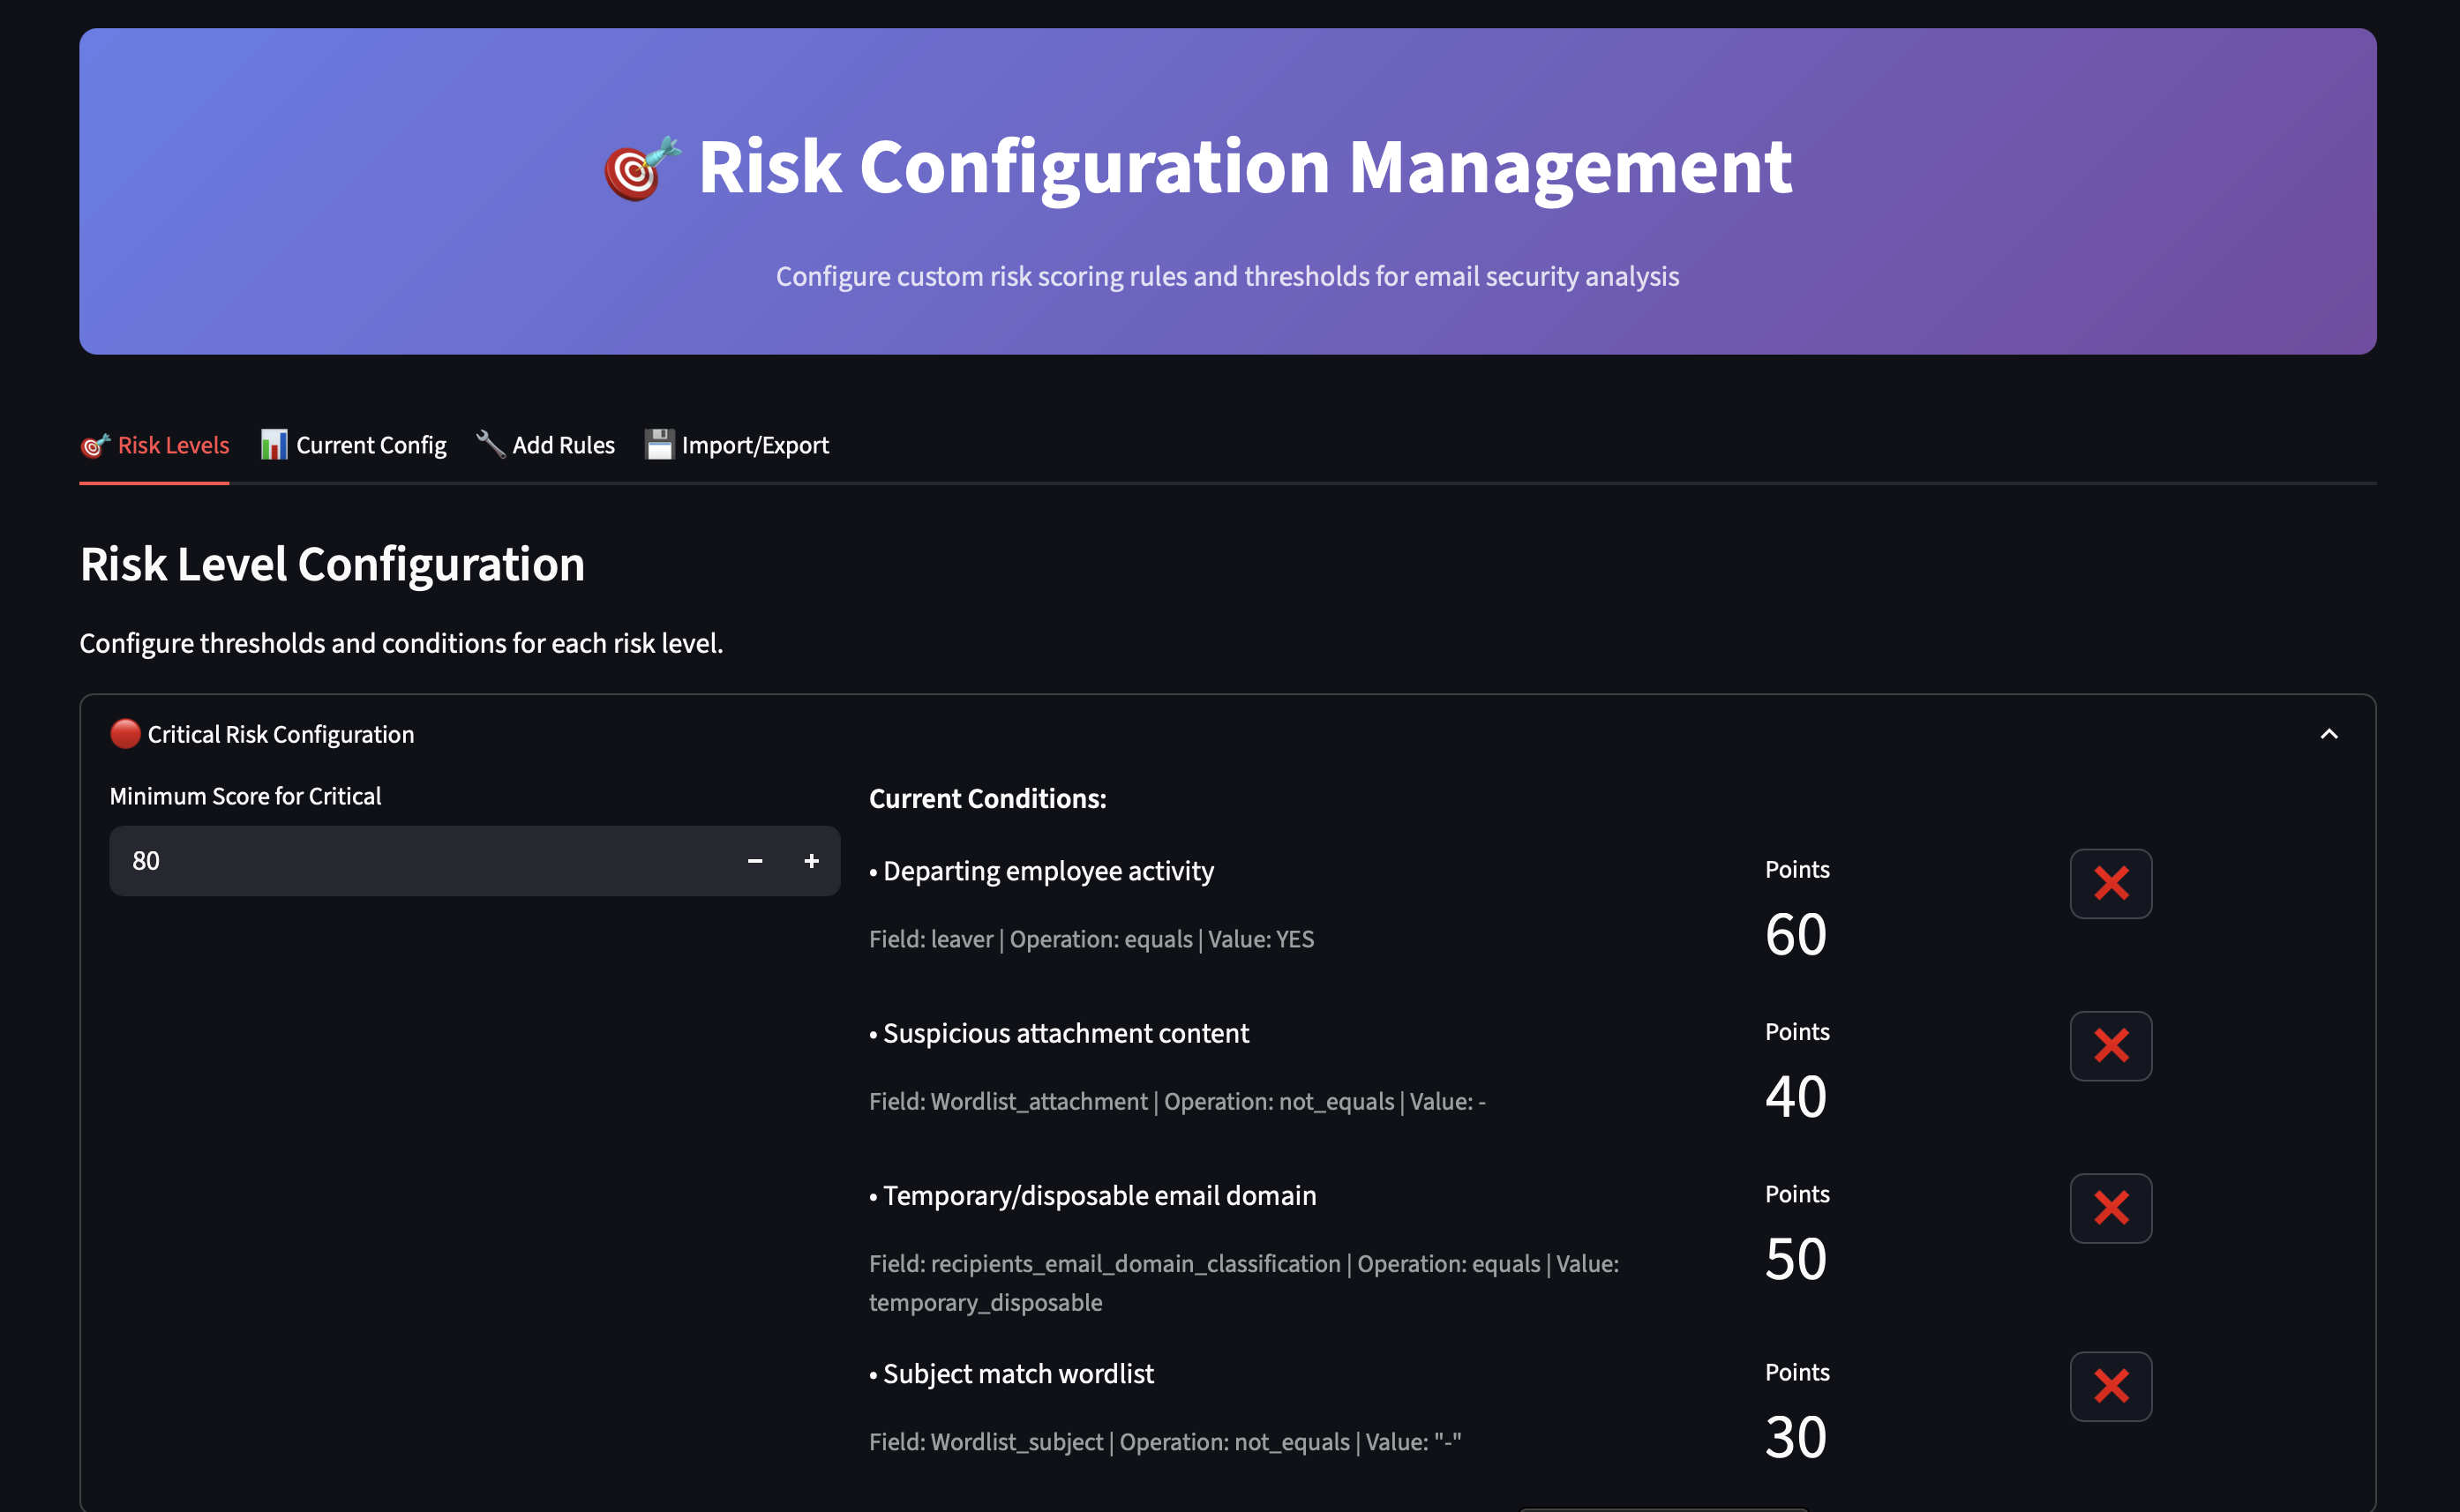 🎯 Risk Configuration Management
Configure custom risk scoring rules and thresholds for email security analysis
🎯 Risk Levels
📊 Current Config
🔧 Add Rules
💾 Import/Export
Risk Level Configuration
Configure thresholds and conditions for each risk level.
🔴 Critical Risk Configuration
Minimum Score for Critical
80
Current Conditions:
• Departing employee activity
Field: leaver | Operation: equals | Value: YES
Points
60
• Suspicious attachment content
Field: Wordlist_attachment | Operation: not_equals | Value: -
Points
40
• Temporary/disposable email domain
Field: recipients_email_domain_classification | Operation: equals | Value:
temporary_disposable
Points
50
• Subject match wordlist
Field: Wordlist_subject | Operation: not_equals | Value: "-"
Points
30